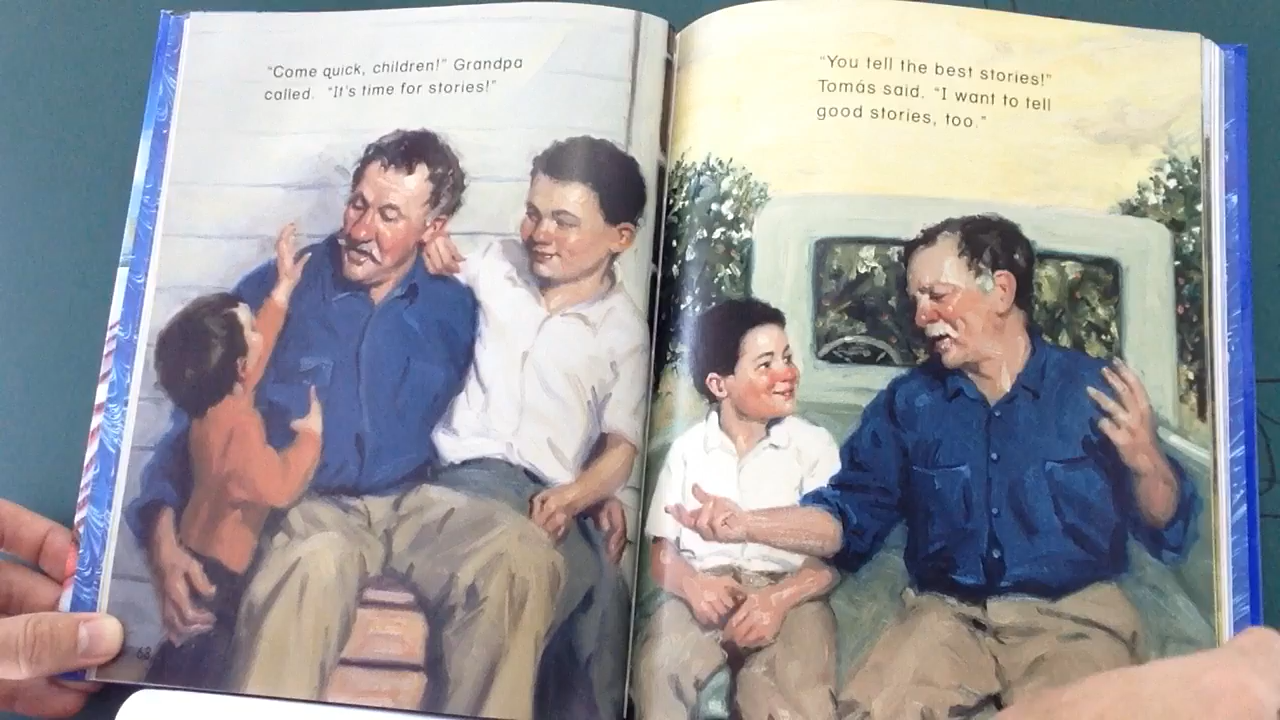 "Come quick, children!" Grandpa
called. "It's time for stories!"
"You tell the best stories!"
Tomás said. "I want to tell
good stories, too."
68